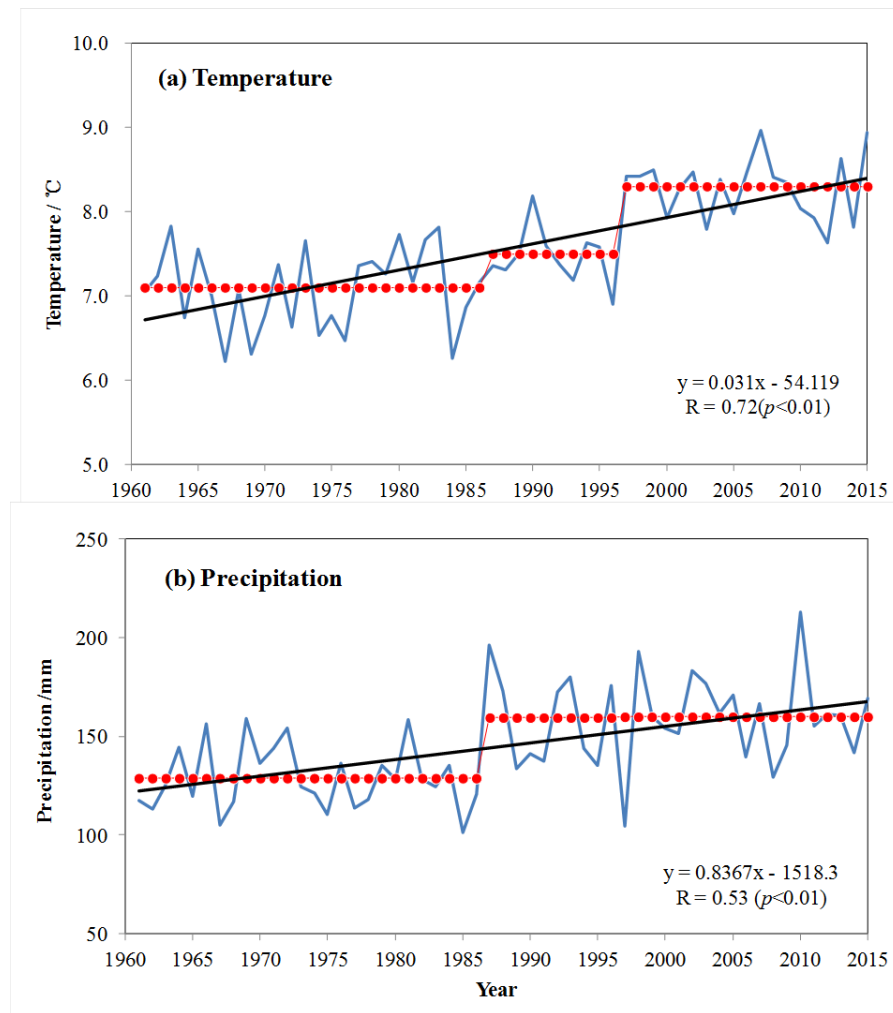 (a) Temperature
Temperature / ℃
10.0
9.0
8.0
7.0
6.0
5.0
y = 0.031x - 54.119
R = 0.72(p<0.01)
1960 1965 1970 1975 1980 1985 1990 1995 2000 2005 2010 2015
(b) Precipitation
Precipitation /mm
250
200
150
100
50
y = 0.8367x - 1518.3
R = 0.53 (p<0.01)
1960 1965 1970 1975 1980 1985 1990 1995 2000 2005 2010 2015
Year